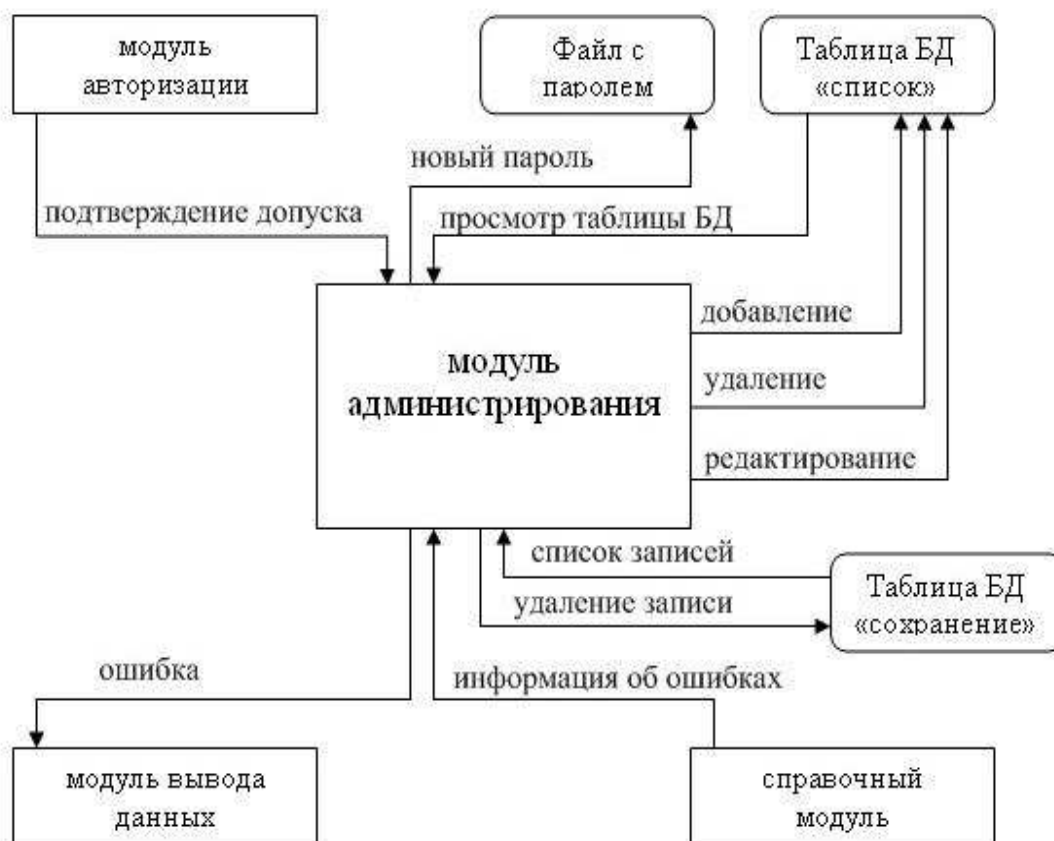 модуль
авторизации
Файл с
паролем
Таблица БД
«список»
новый пароль
подтверждение допуска
просмотр таблицы БД
добавление
модуль
администрирования
удаление
редактирование
список записей
Таблица БД
«сохранение»
удаление записи
ошибка
информация об ошибках
модуль вывода
данных
справочный
модуль